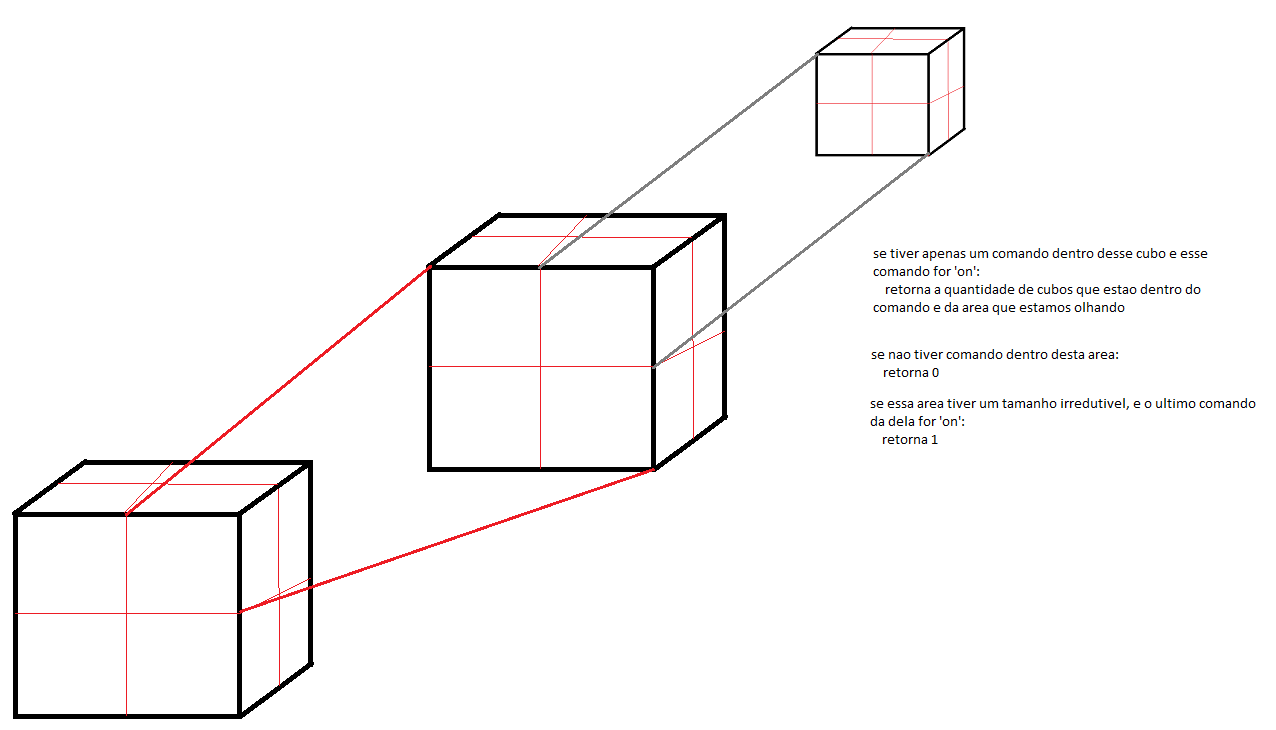 se tiver apenas um comando dentro desse cubo e esse
comando for 'on':
retorna a quantidade de cubos que estao dentro do
comando e da area que estamos olhando
se nao tiver comando dentro desta area:
retorna 0
se essa area tiver um tamanho irredutivel, e o ultimo comando
da dela for 'on':
retorna 1